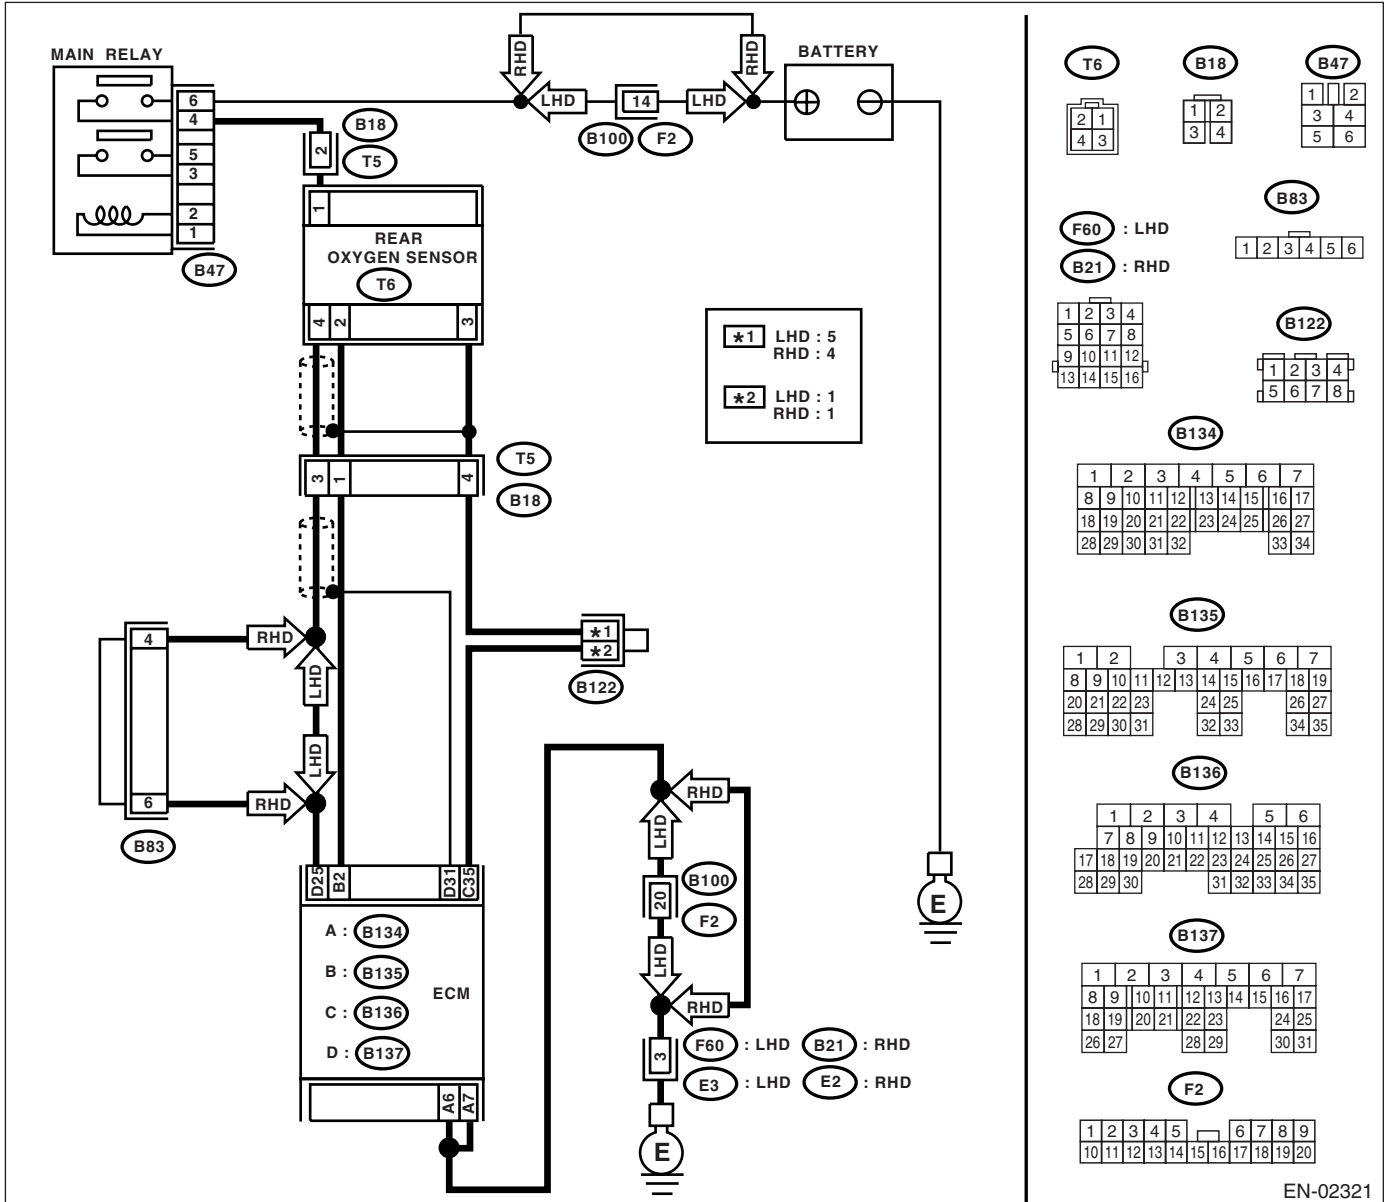 MAIN RELAY
6
4
5
3
2
1
B47
B18
T5
2
RHD
LHD
14
LHD
RHD
B100
F2
BATTERY
1
REAR
OXYGEN SENSOR
T6
4 2 3
*1 LHD : 5
RHD : 4
*2 LHD : 1
RHD : 1
3 1 4
T5
B18
4
RHD
LHD
LHD
6
RHD
B83
*1
*2
B122
D25 B2 D31 C35
A : B134
B : B135
C : B136
D : B137
ECM
A6 A7
RHD
LHD
20
B100
F2
LHD
RHD
3
F60 : LHD B21 : RHD
E3 : LHD E2 : RHD
E
E
T6
2 1
4 3
B18
1 2
3 4
B47
1 2
3 4
5 6
B83
1 2 3 4 5 6
F60 : LHD
B21 : RHD
1 2 3 4
5 6 7 8
9 10 11 12
13 14 15 16
B122
1 2 3 4
5 6 7 8
B134
1 2 3 4 5 6 7
8 9 10 11 12 13 14 15 16 17
18 19 20 21 22 23 24 25 26 27
28 29 30 31 32 33 34
B135
1 2 3 4 5 6 7
8 9 10 11 12 13 14 15 16 17 18 19
20 21 22 23 24 25 26 27
28 29 30 31 32 33 34 35
B136
1 2 3 4 5 6
7 8 9 10 11 12 13 14 15 16
17 18 19 20 21 22 23 24 25 26 27
28 29 30 31 32 33 34 35
B137
1 2 3 4 5 6 7
8 9 10 11 12 13 14 15 16 17
18 19 20 21 22 23 24 25
26 27 28 29 30 31
F2
1 2 3 4 5 6 7 8 9
10 11 12 13 14 15 16 17 18 19 20
EN-02321